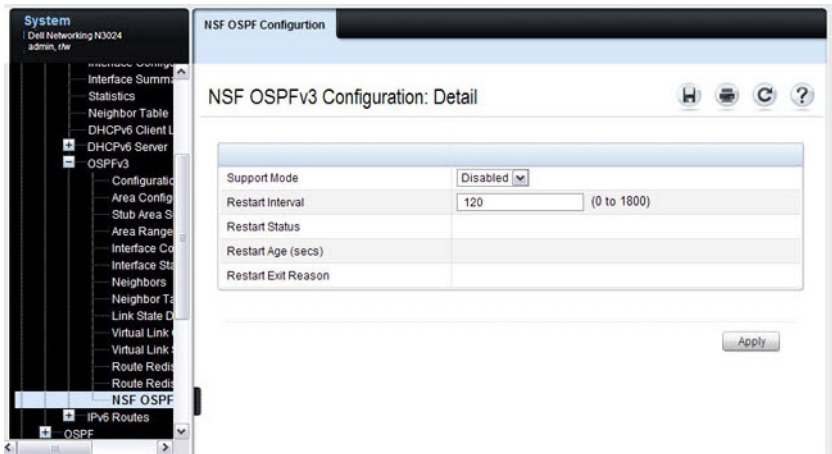 System
Dell Networking N3024
admin, r/w
Interface Summa
Statistics
Neighbor Table
DHCPv6 Client L
DHCPv6 Server
OSPFv3
Configuratio
Area Config
Stub Area S
Area Range
Interface Co
Interface Sta
Neighbors
Neighbor Ta
Link State D
Virtual Link
Virtual Link
Route Redis
Route Redis
NSF OSPF
IPv6 Routes
OSPF
NSF OSPF Configurtion
NSF OSPFv3 Configuration: Detail
Support Mode Disabled
Restart Interval 120 (0 to 1800)
Restart Status
Restart Age (secs)
Restart Exit Reason
Apply